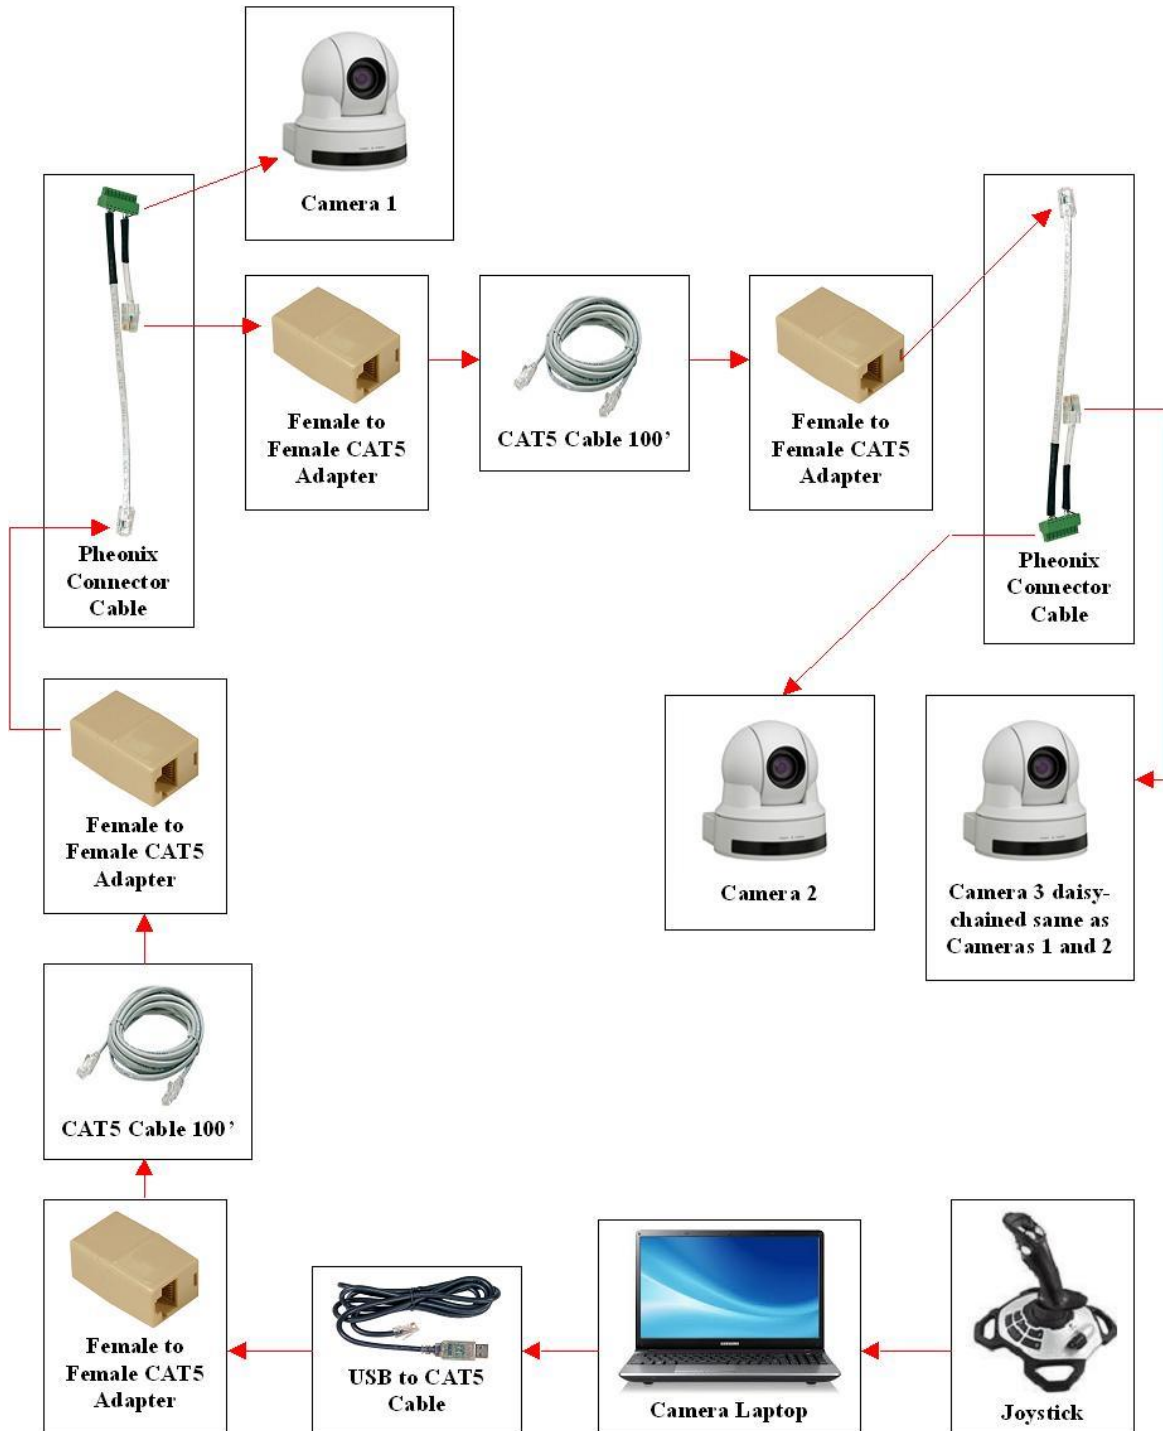 Camera 1
Female to
Female CAT5
Adapter
CAT5 Cable 100’
Female to
Female CAT5
Adapter
Pheonix
Connector
Cable
Pheonix
Connector
Cable
Female to
Female CAT5
Adapter
Camera 2
Camera 3 daisy-
chained same as
Cameras 1 and 2
CAT5 Cable 100’
Female to
Female CAT5
Adapter
USB to CAT5
Cable
SAMSUNG
Camera Laptop
Joystick